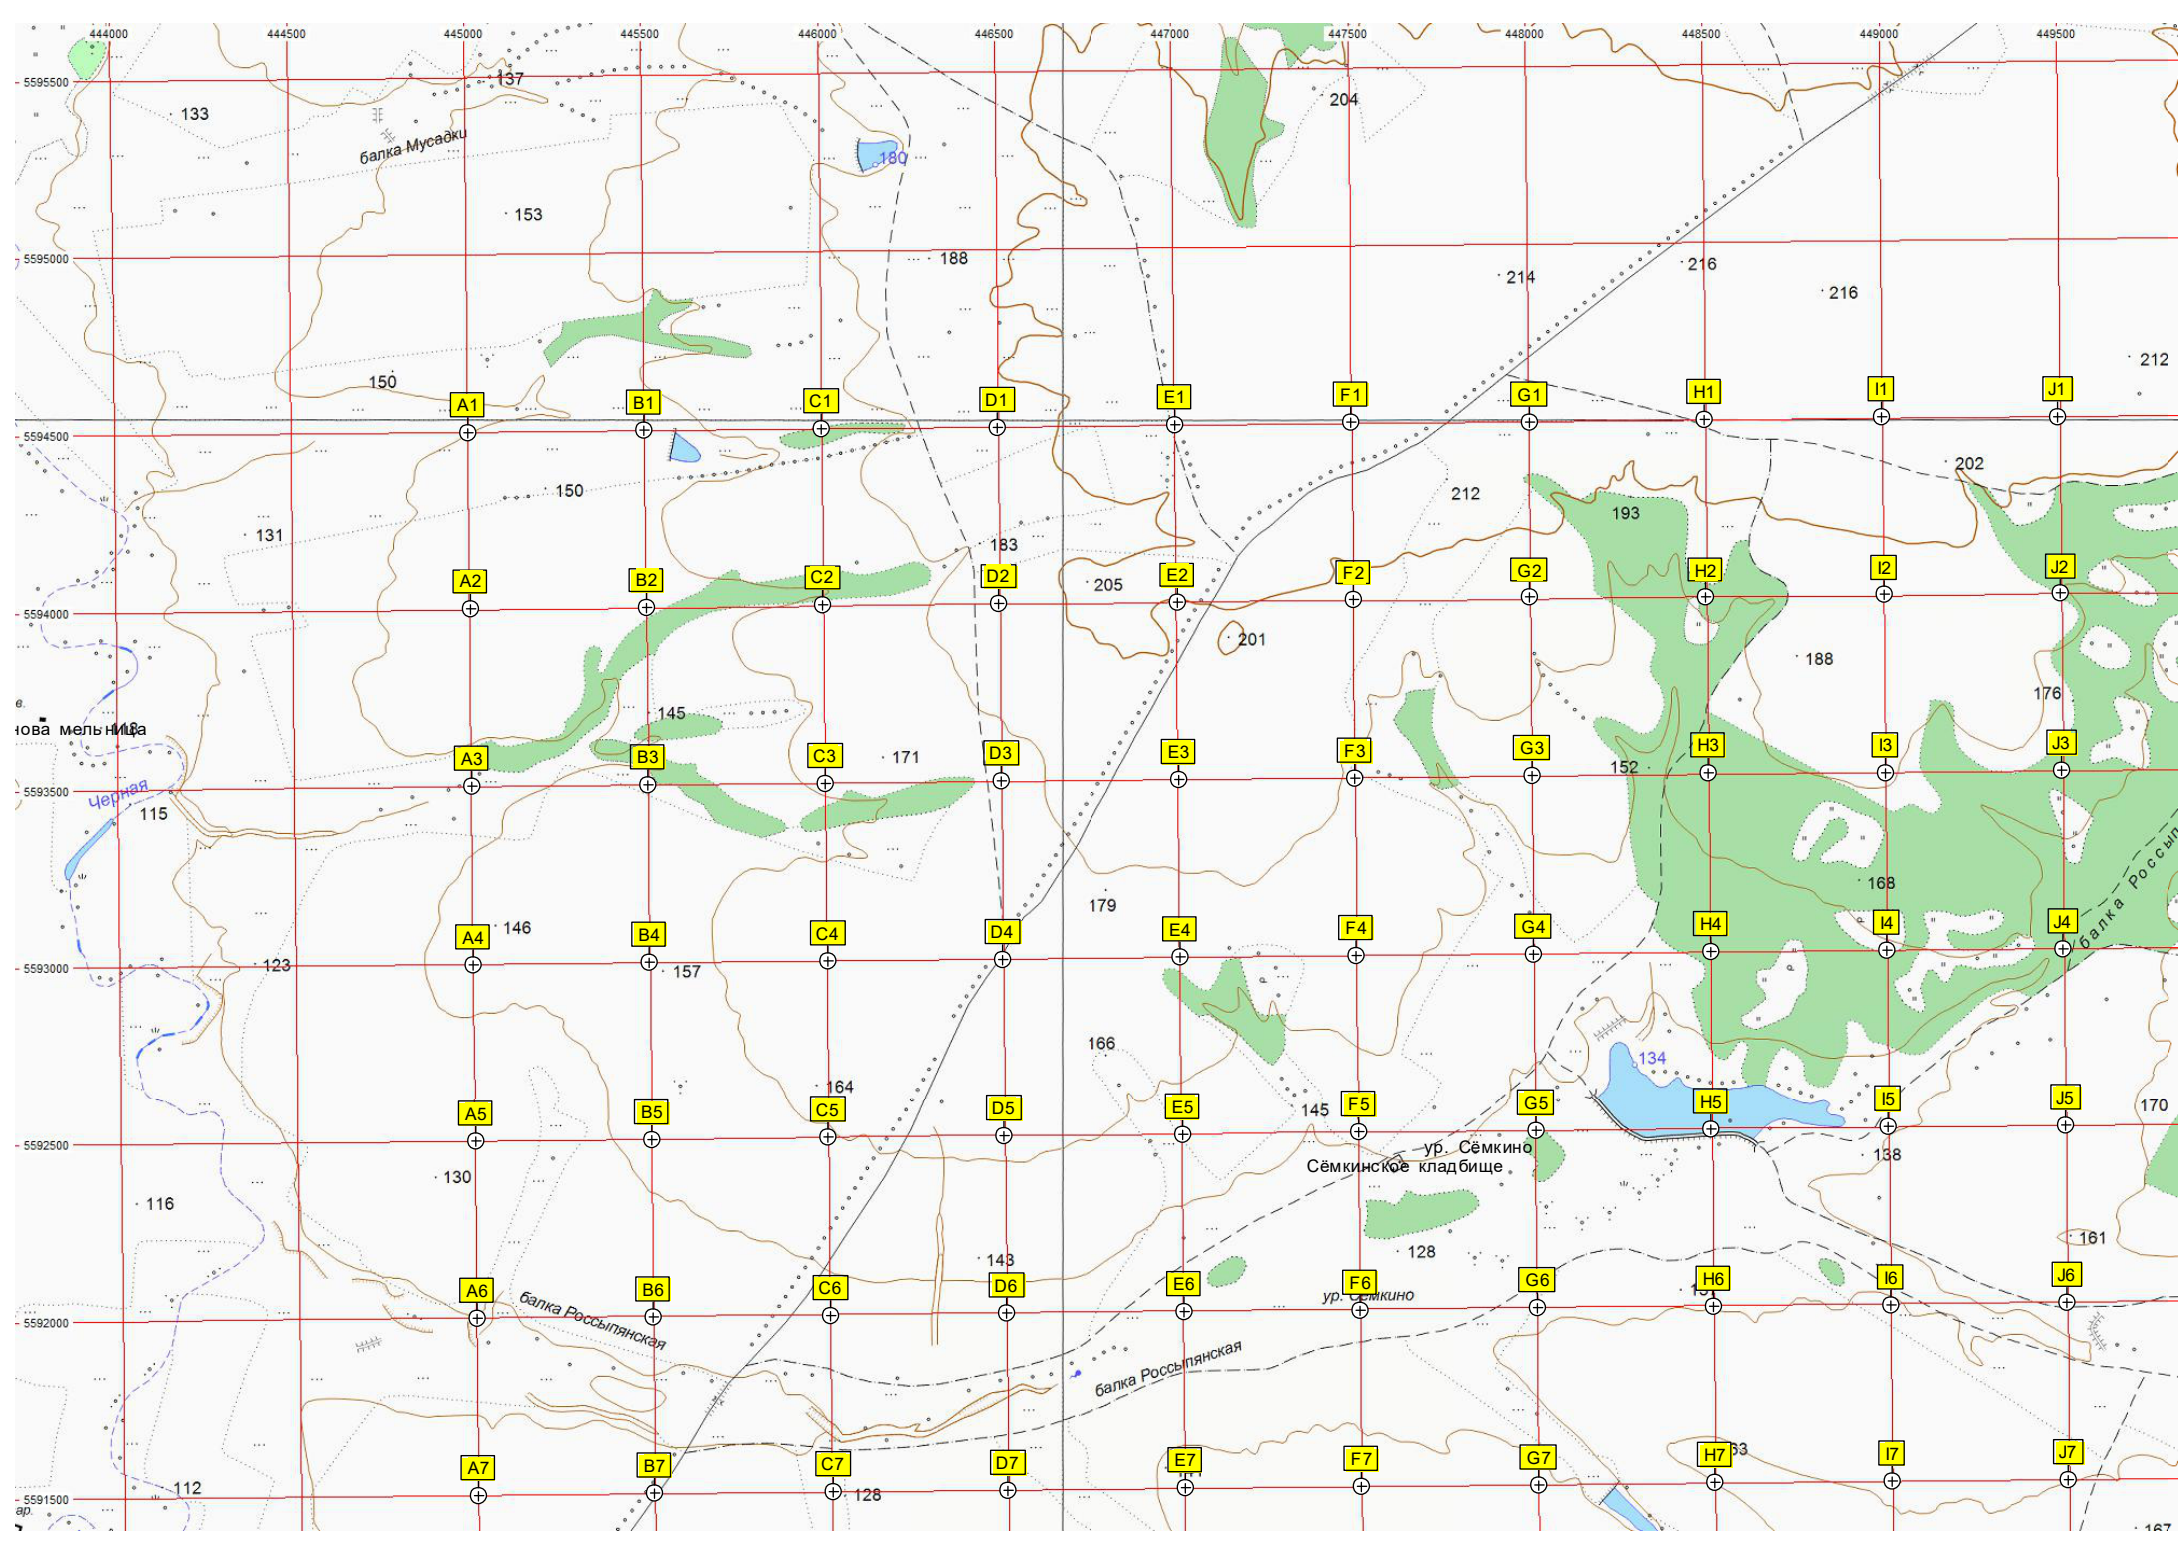 444000 444500 445000 445500 446000 446500 447000 447500 448000 448500 449000 449500
5595500
137
204
133
балка Мусадки
180
153
5595000
188
214
216
216
212
150
A1 B1 C1 D1 E1 F1 G1 H1 I1 J1
5594500
202
150
212
193
131
183
A2 B2 C2 D2 E2 F2 G2 H2 I2 J2
205
5594000
201
188
176
в.
145
нова мельница
A3 B3 C3 D3 E3 F3 G3 H3 I3 J3
171
152
5593500
Черная
115
168
179
балка
A4 B4 C4 D4 E4 F4 G4 H4 I4 J4
146
123
157
5593000
166
134
164
145
170
A5 B5 C5 D5 E5 F5 G5 H5 I5 J5
5592500
ур. Сёмкино
138
Сёмкинское кладбище
130
116
161
128
143
A6 B6 C6 D6 E6 F6 G6 H6 I6 J6
ур. Сёмкино
балка Россыпянская
5592000
балка Россыпянская
A7 B7 C7 D7 E7 F7 G7 H7 I7 J7
112
128
5591500
ар.
167